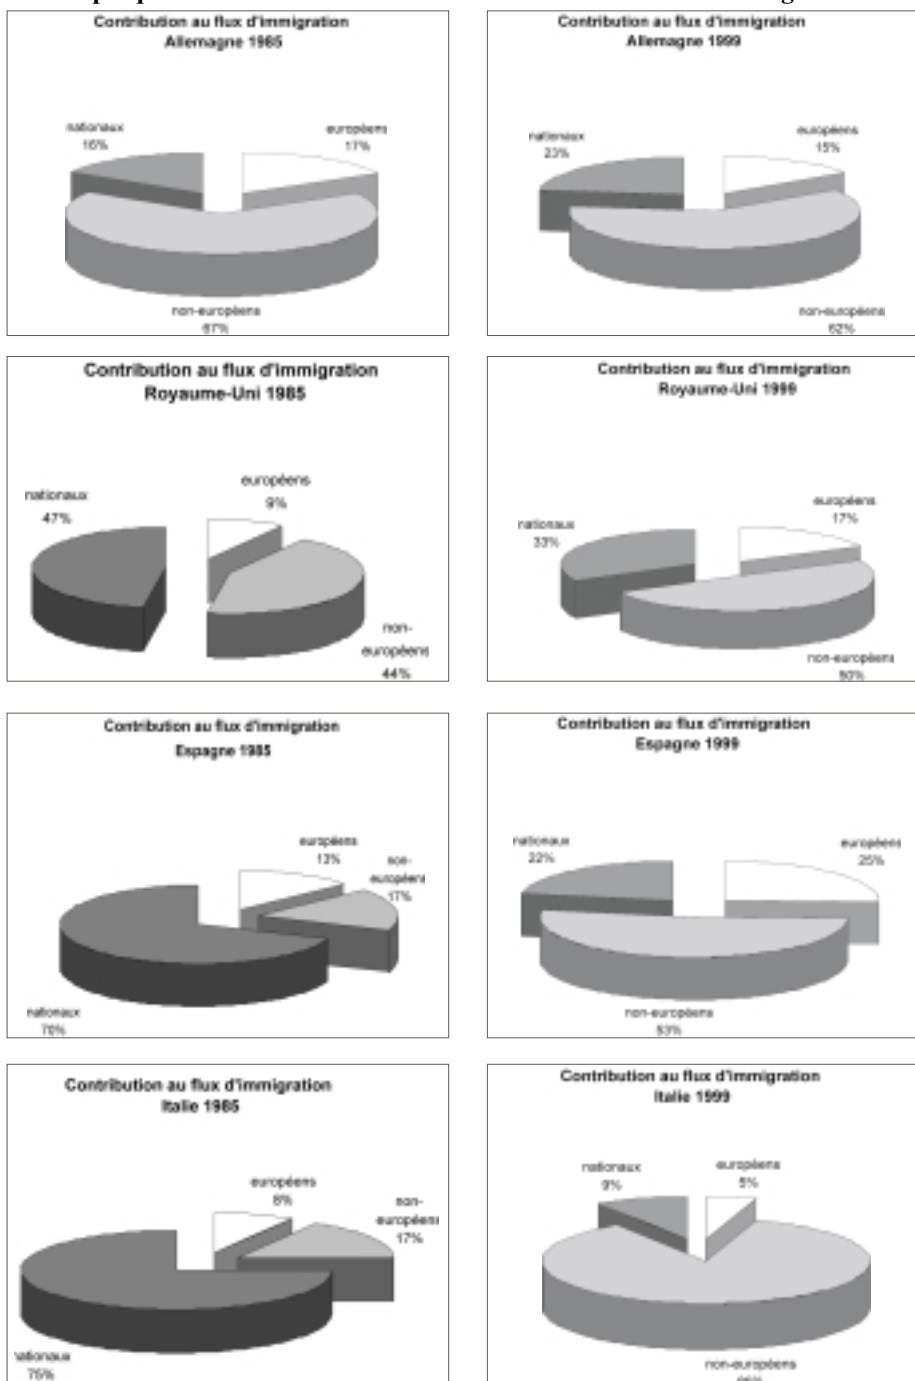 Contribution au flux d'immigration
Allemagne 1985
nationaux
16%
européens
17%
non-européens
67%
Contribution au flux d'immigration
Allemagne 1999
nationaux
23%
européens
15%
non-européens
62%
Contribution au flux d'immigration
Royaume-Uni 1985
nationaux
47%
européens
9%
non-
européens
44%
Contribution au flux d'immigration
Royaume-Uni 1999
nationaux
33%
européens
17%
non-européens
50%
Contribution au flux d'immigration
Espagne 1985
européens
13%
non-
européens
17%
nationaux
70%
Contribution au flux d'immigration
Espagne 1999
nationaux
22%
européens
25%
non-européens
53%
Contribution au flux d'immigration
Italie 1985
européens
8%
non-
européens
17%
nationaux
75%
Contribution au flux d'immigration
Italie 1999
nationaux
9%
européens
5%
non-européens